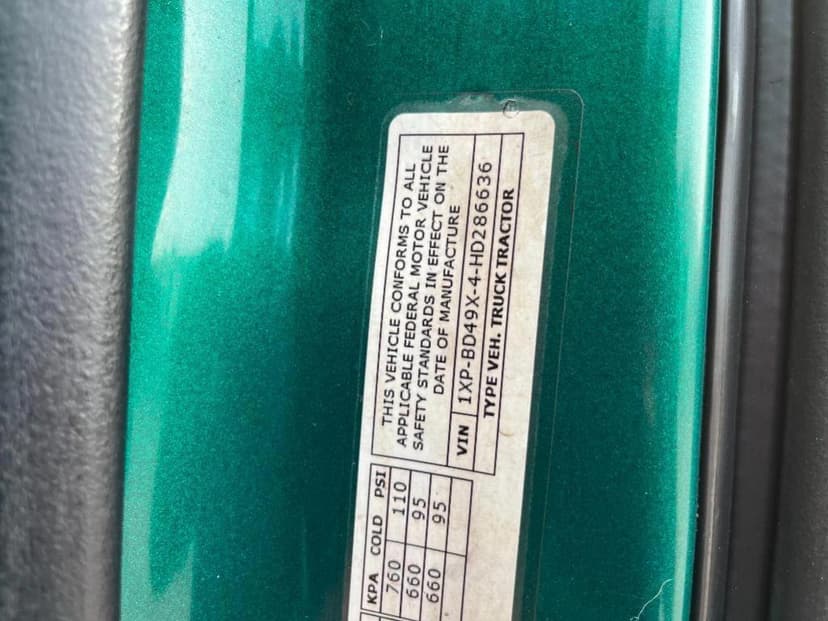 THIS VEHICLE CONFORMS TO ALL
APPLICABLE FEDERAL MOTOR VEHICLE
SAFETY STANDARDS IN EFFECT ON THE
DATE OF MANUFACTURE
VIN 1XP-BD49X-4-HD286636
TYPE VEH. TRUCK TRACTOR
KPA COLD PSI
760 110
660 95
660 95